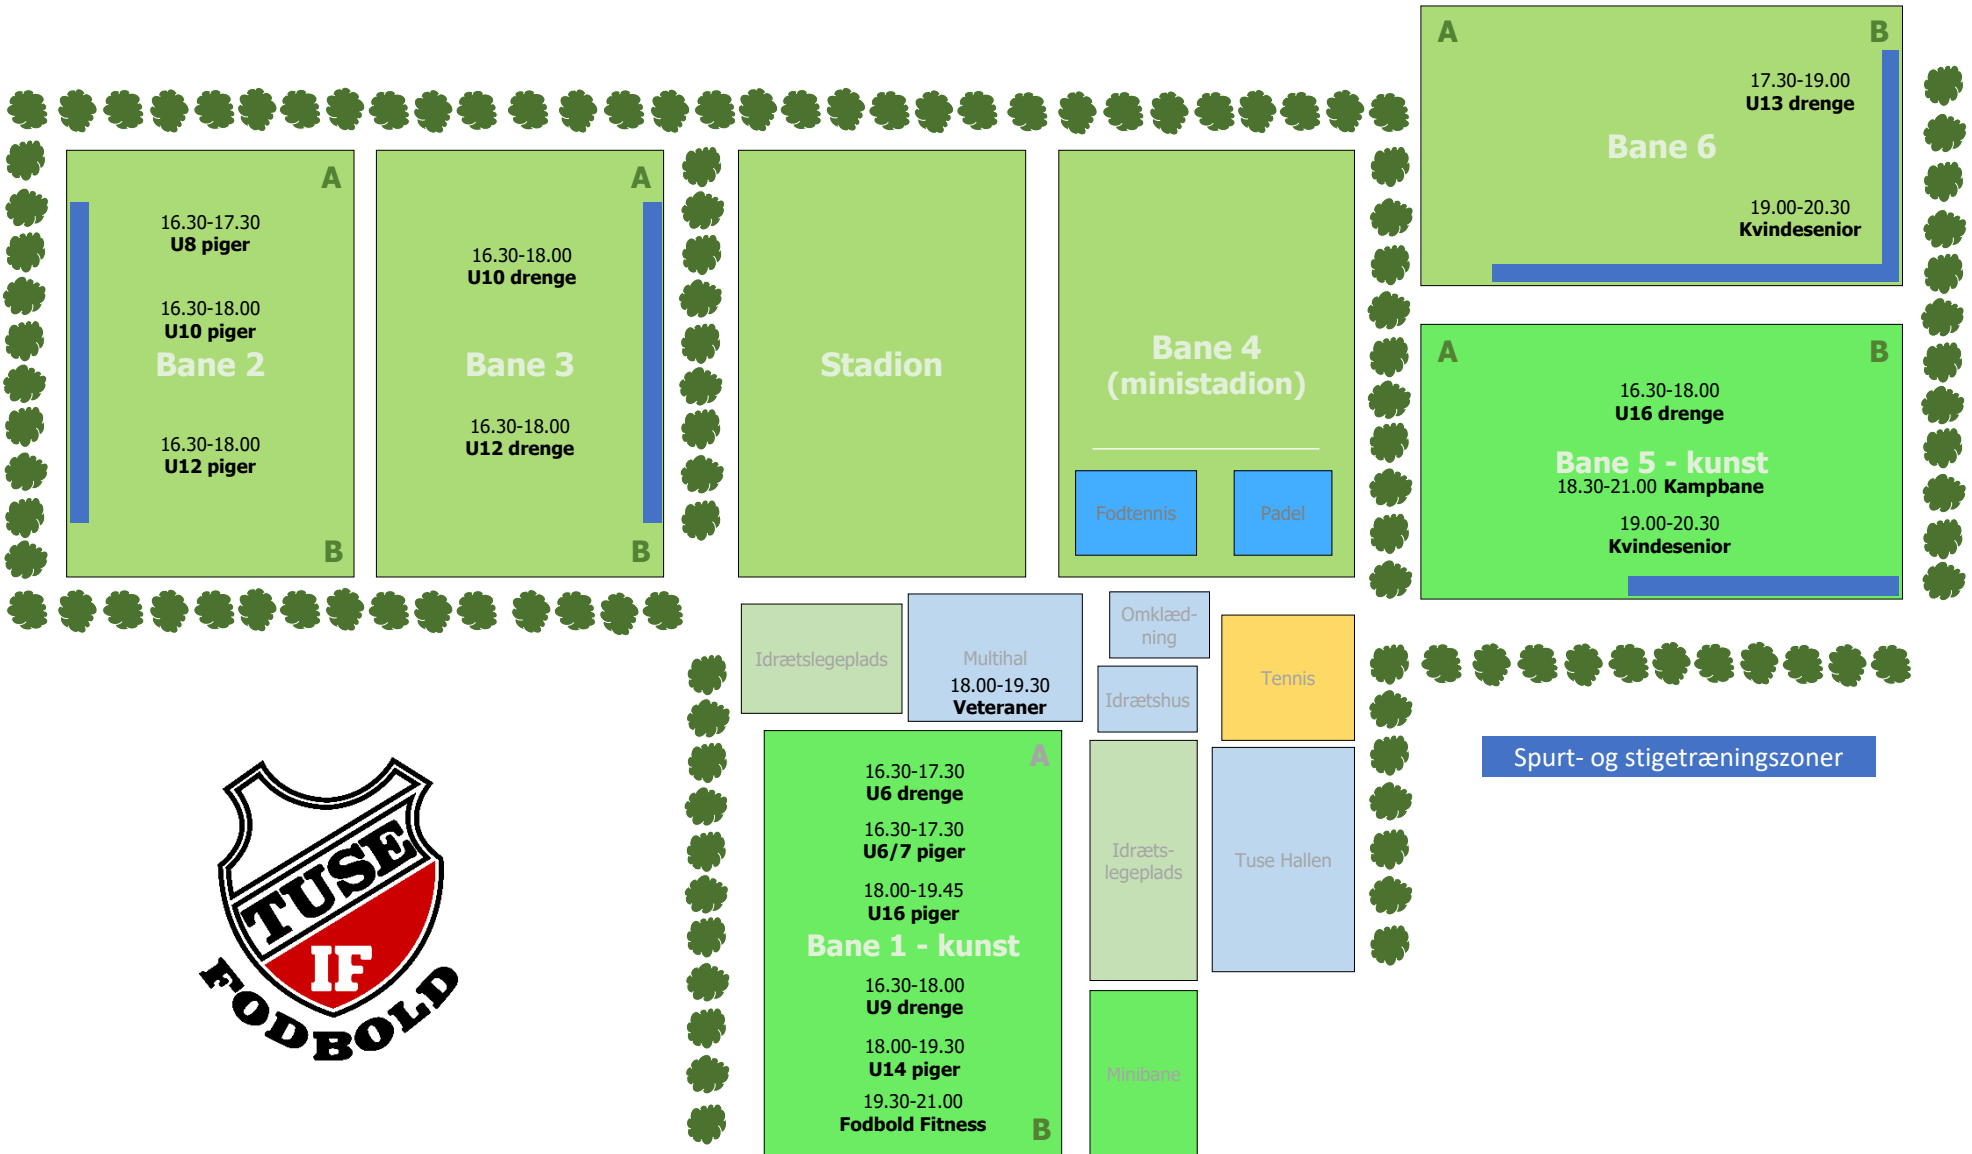 A
16.30-17.30
U8 piger
16.30-18.00
U10 piger
Bane 2
16.30-18.00
U12 piger
B
A
16.30-18.00
U10 drenge
Bane 3
16.30-18.00
U12 drenge
B
Stadion
Bane 4
(ministadion)
Fodtennis
Padel
A
B
17.30-19.00
U13 drenge
Bane 6
19.00-20.30
Kvindesenior
A
B
16.30-18.00
U16 drenge
Bane 5 - kunst
18.30-21.00 Kampbane
19.00-20.30
Kvindesenior
Idrætslegeplads
Multihal
18.00-19.30
Veteraner
Omklæd-
ning
Idrætshus
Tennis
Spurt- og stigetræningszoner
A
16.30-17.30
U6 drenge
16.30-17.30
U6/7 piger
18.00-19.45
U16 piger
Bane 1 - kunst
16.30-18.00
U9 drenge
18.00-19.30
U14 piger
19.30-21.00
Fodbold Fitness
B
Idræts-
legeplads
Tuse Hallen
Minibane
TUSE
IF
FODBOLD